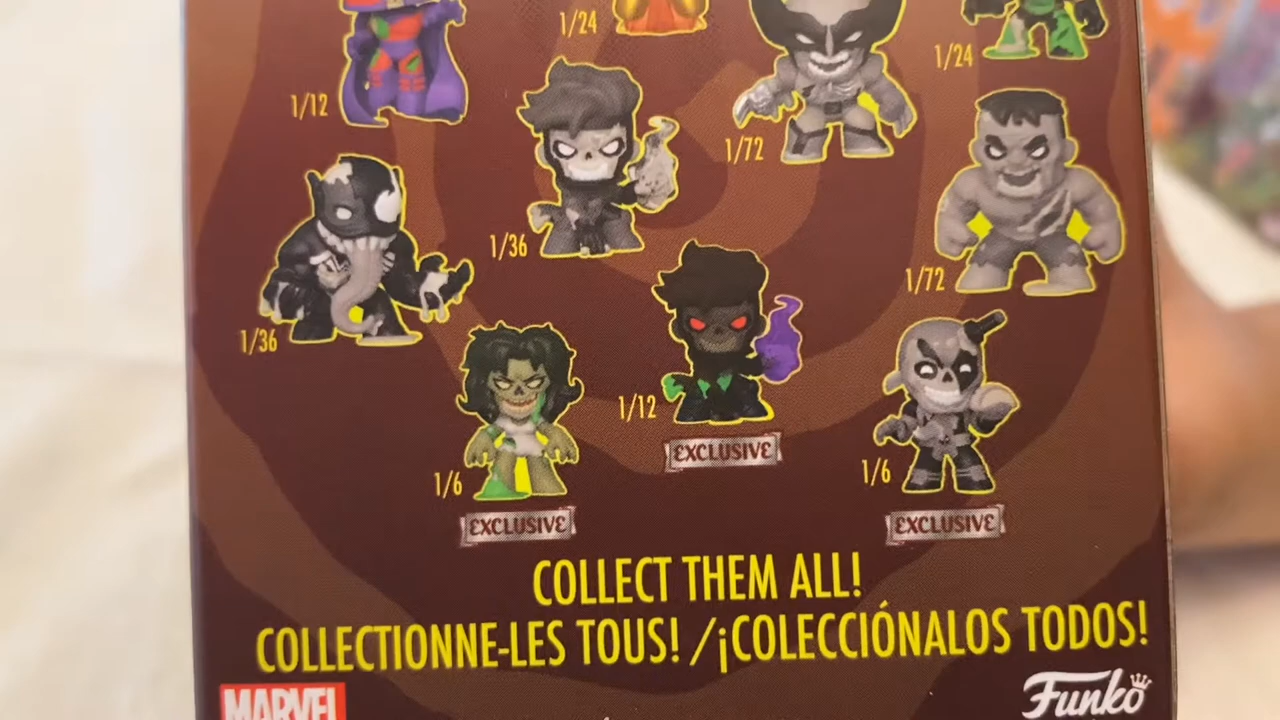 1/24
1/24
1/12
1/72
1/36
1/72
1/36
1/12
EXCLUSIVE
1/6
1/6
EXCLUSIVE
EXCLUSIVE
COLLECT THEM ALL!
COLLECTIONNE-LES TOUS! / ¡COLECCIÓNALOS TODOS!
MARVEL
Funko